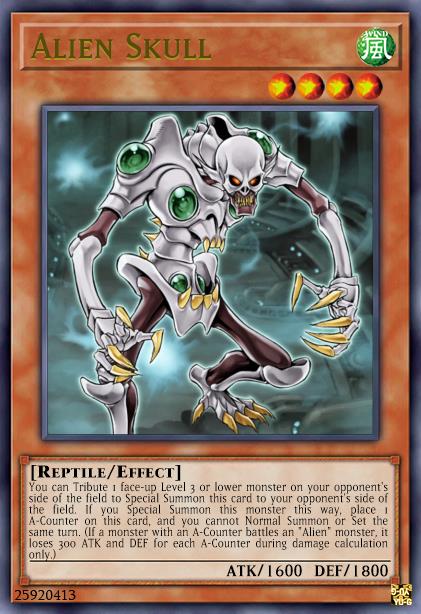 Alien Skull
WIND
風
[Reptile/Effect]
You can Tribute 1 face-up Level 3 or lower monster on your opponent's
side of the field to Special Summon this card to your opponent's side of
the field. If you Special Summon this monster this way, place 1
A-Counter on this card, and you cannot Normal Summon or Set the
same turn. (If a monster with an A-Counter battles an "Alien" monster, it
loses 300 ATK and DEF for each A-Counter during damage calculation
only.)
ATK/1600 DEF/1800
25920413